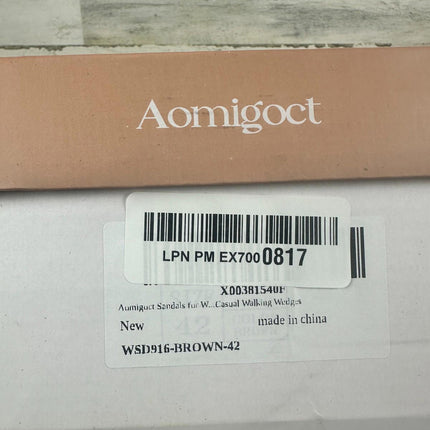 Aomigoct
LPN PM EX7000817
X00381540F
Aomigoct Sandals for W...Casual Walking Wedges
New
made in china
WSD916-BROWN-42